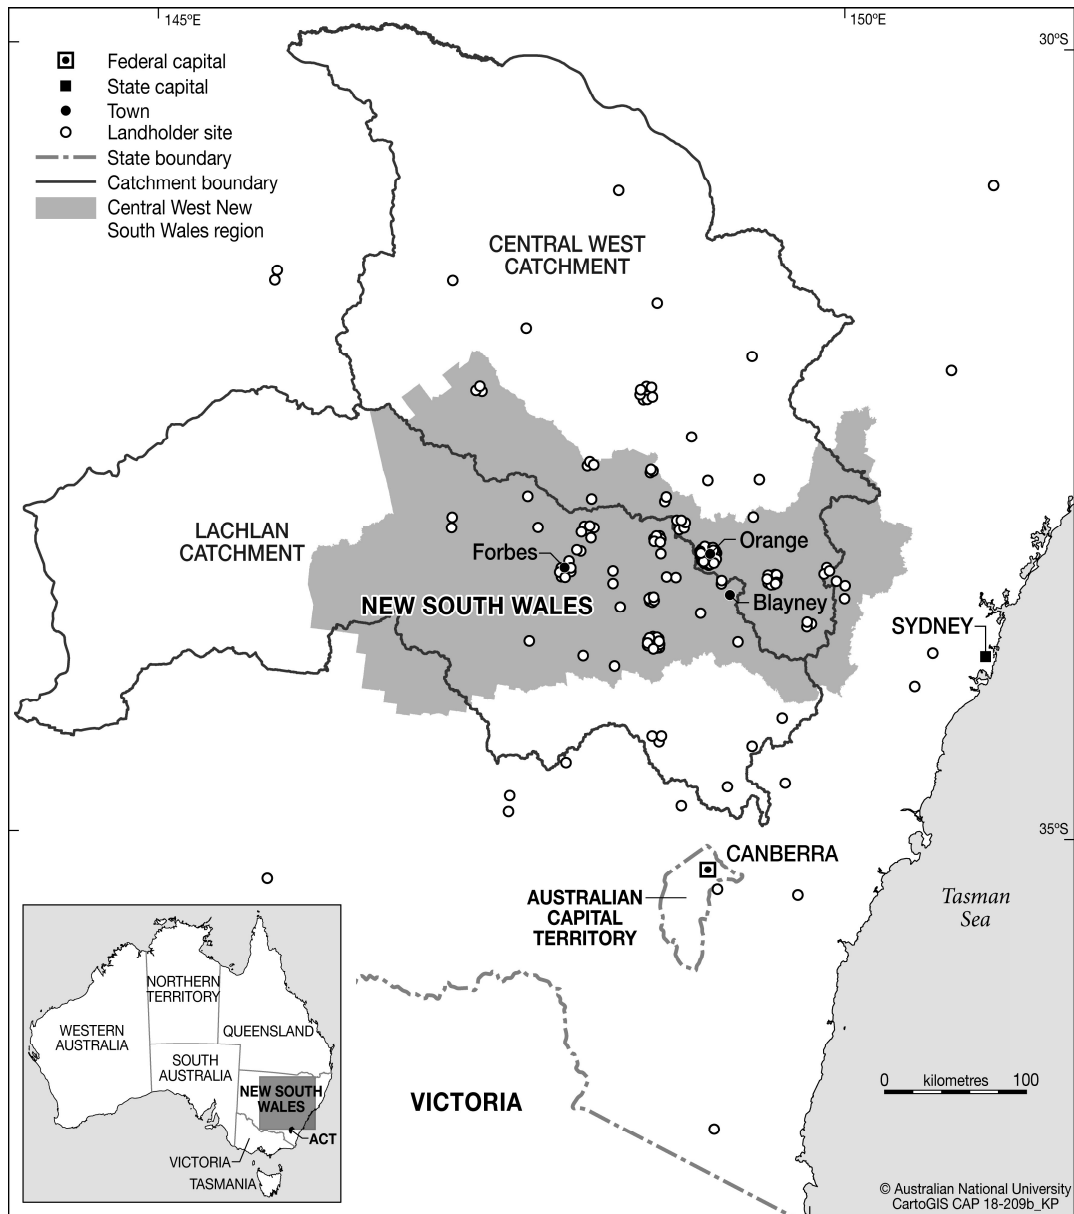 145ºE
150ºE
30ºS
Federal capital
State capital
Town
Landholder site
State boundary
Catchment boundary
Central West New
South Wales region
CENTRAL WEST
CATCHMENT
LACHLAN
CATCHMENT
Forbes
Orange
NEW SOUTH WALES
Blayney
SYDNEY
35ºS
CANBERRA
AUSTRALIAN
CAPITAL
TERRITORY
Tasman
Sea
NORTHERN
TERRITORY
WESTERN
AUSTRALIA
QUEENSLAND
SOUTH
AUSTRALIA
NEW SOUTH
WALES
ACT
VICTORIA
TASMANIA
VICTORIA
0 kilometres 100
© Australian National University
CartoGIS CAP 18-209b_KP